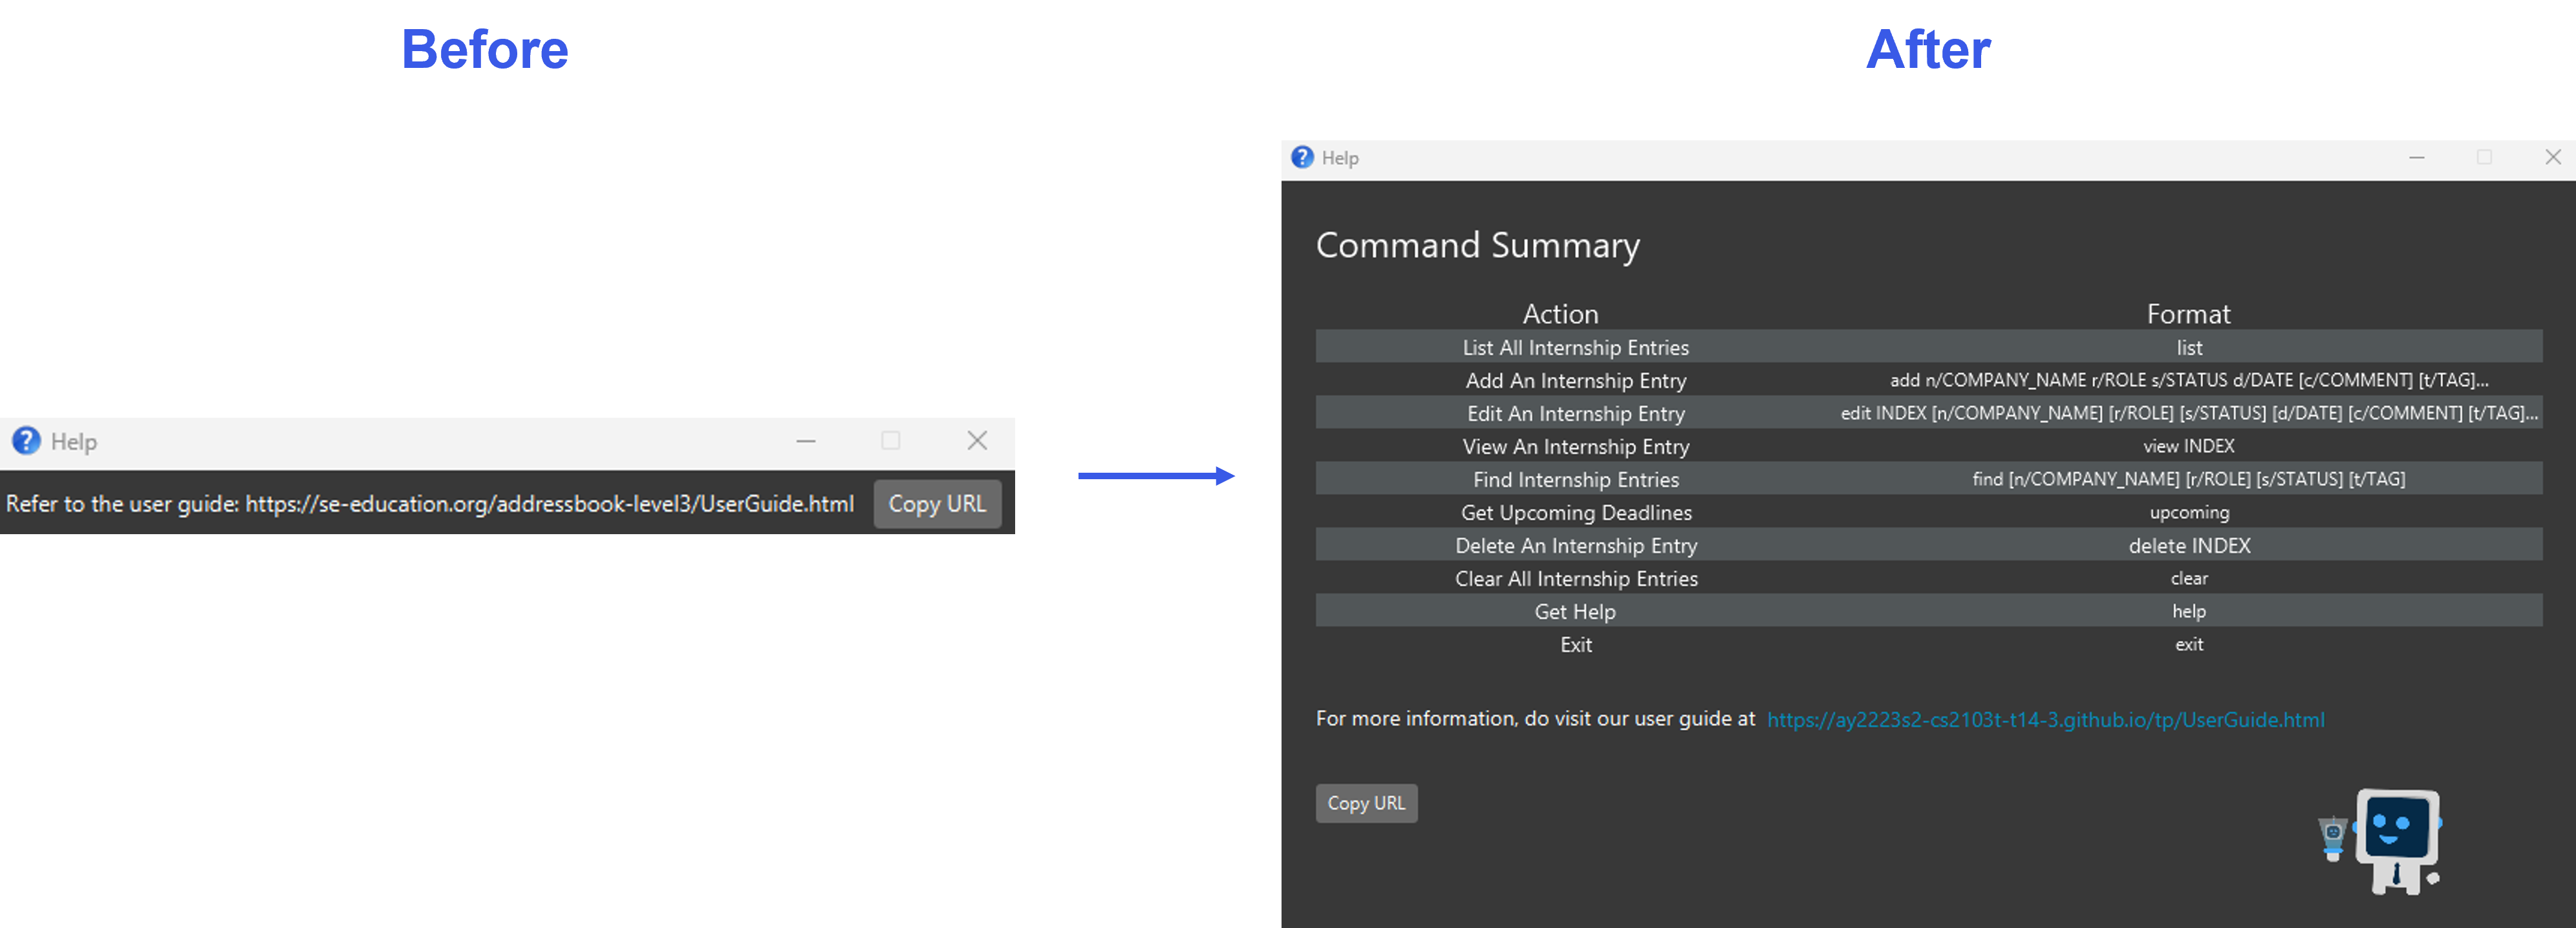 Before
After
? Help
Refer to the user guide: https://se-education.org/addressbook-level3/UserGuide.html Copy URL
? Help
Command Summary
Action Format
List All Internship Entries list
Add An Internship Entry add n/COMPANY_NAME r/ROLE s/STATUS d/DATE [c/COMMENT] [t/TAG]...
Edit An Internship Entry edit INDEX [n/COMPANY_NAME] [r/ROLE] [s/STATUS] [d/DATE] [c/COMMENT] [t/TAG]...
View An Internship Entry view INDEX
Find Internship Entries find [n/COMPANY_NAME] [r/ROLE] [s/STATUS] [t/TAG]
Get Upcoming Deadlines upcoming
Delete An Internship Entry delete INDEX
Clear All Internship Entries clear
Get Help help
Exit exit
For more information, do visit our user guide at https://ay2223s2-cs2103t-t14-3.github.io/tp/UserGuide.html
Copy URL